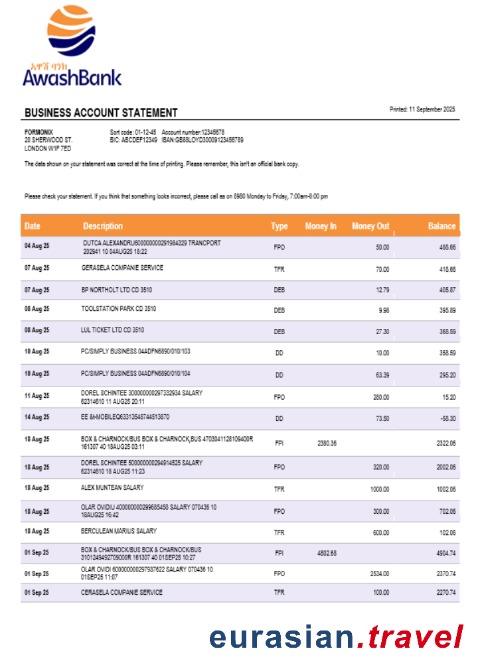 አዋሽ ባንክ
AwashBank
BUSINESS ACCOUNT STATEMENT
Printed: 11 September 2025
FORMONIX
20 SHERWOOD ST.
LONDON W1F 7ED
Sort code: 01-12-45 Account number:12345678
BIC: ABCDEF12349 IBAN:GB88LOYD30009123456789
The data shown on your statement was correct at the time of printing. Please remember, this isn't an official bank copy.
Please check your statement. If you think that something looks incorrect, please call as on 8980 Monday to Friday, 7:00am-8:00 pm
Date Description Type Money In Money Out Balance
04 Aug 25 DUTCA ALEXANDRU600000000291984329 TRANCPORT 202941 10 04AUG25 18:22 FPO 50.00 488.66
07 Aug 25 GERASELA COMPANIE SERVICE TFR 70.00 418.66
07 Aug 25 BP NORTHOLT LTD CD 3510 DEB 12.79 405.87
08 Aug 25 TOOLSTATION PARK CD 3510 DEB 9.98 395.89
08 Aug 25 LUL TICKET LTD CD 3510 DEB 27.30 368.59
10 Aug 25 PC/SIMPLY BUSINESS 04ADFN6890/010/103 DD 10.00 358.59
10 Aug 25 PC/SIMPLY BUSINESS 04ADFN6890/010/104 DD 63.39 295.20
11 Aug 25 DOREL SCHINTEE 300000000297332934 SALARY 62314610 11 AUG25 20:11 FPO 280.00 15.20
14 Aug 25 EE &MOBILEQ63313545744513870 DD 73.50 -58.30
18 Aug 25 BOX & CHARNOCK/BUS BOX & CHARNOCK,BUS 4703041128109400R 161307 40 18AUG25 03:11 FPI 2380.36 2322.06
18 Aug 25 DOREL SCHINTEE 500000000294914525 SALARY 62314610 18 AUG25 11:23 FPO 320.00 2002.06
18 Aug 25 ALEX MUNTEAN SALARY TFR 1000.00 1002.06
18 Aug 25 OLAR OVIDIU 400000000299685458 SALARY 070436 10 18AUG25 16:42 FPO 300.00 702.06
18 Aug 25 BERCULEAN MARIUS SALARY TFR 600.00 102.06
01 Sep 25 BOX & CHARNOCK/BUS BOX & CHARNOCK/BUS 3101249492705000R 161307 40 01SEP25 10:27 FPI 4802.68 4904.74
01 Sep 25 OLAR OVIDI 600000000297937622 SALARY 070436 10 01SEP25 11:07 FPO 2534.00 2370.74
01 Sep 25 CERASELA COMPANIE SERVICE TFR 100.00 2270.74
eurasian.travel